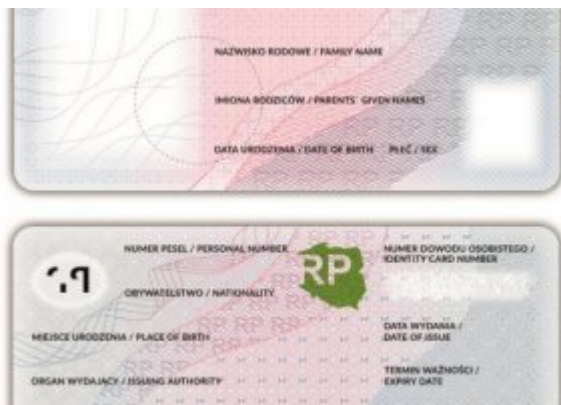 NAZWISKO RODOWE / FAMILY NAME
IMIONA RODZICÓW / PARENTS' GIVEN NAMES
DATA URODZENIA / DATE OF BIRTH PŁEĆ / SEX
NUMER PESEL / PERSONAL NUMBER
RP
NUMER DOWODU OSOBISTEGO /
IDENTITY CARD NUMBER
OBYWATELSTWO / NATIONALITY
MIEJSCE URODZENIA / PLACE OF BIRTH
DATA WYDANIA /
DATE OF ISSUE
ORGAN WYDAJĄCY / ISSUING AUTHORITY
TERMIN WAŻNOŚCI /
EXPIRY DATE